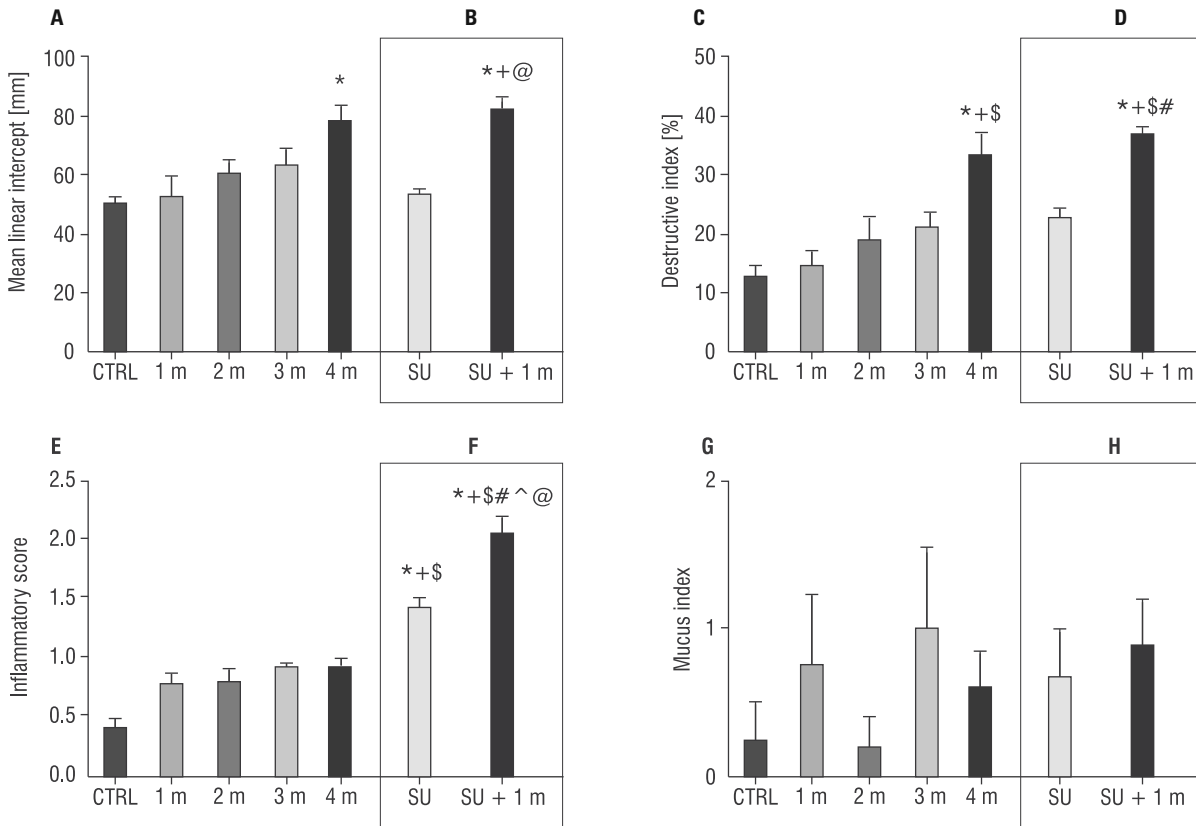 A
B
Mean linear intercept [mm]
100
80
60
40
20
0
*
*+@
CTRL 1 m 2 m 3 m 4 m SU SU + 1 m
C
D
Destructive index [%]
50
40
30
20
10
0
*+$
*+$#
CTRL 1 m 2 m 3 m 4 m SU SU + 1 m
E
F
Inflammatory score
2.5
2.0
1.5
1.0
0.5
0.0
*+$
*+$#^@
CTRL 1 m 2 m 3 m 4 m SU SU + 1 m
G
H
Mucus index
2
1
0
CTRL 1 m 2 m 3 m 4 m SU SU + 1 m